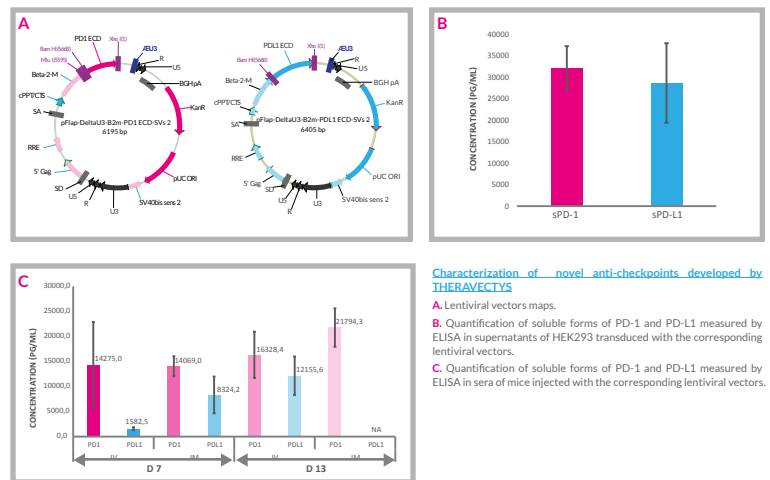 A
PD1 ECD
Xho I(1)
Bam HI(5668)
ΔEU3
R
U5
Beta-2-M
BGH pA
cPPT/CTS
KanR
SA
pFlap-DeltaU3-B2m-PD1 ECD-SVs 2
6195 bp
RRE
5' Gag
pUC ORI
SD
U5
R
U3
SV40bis sens 2
PDL1 ECD
Xho I(1)
Bam HI(5668)
ΔEU3
R
U5
Beta-2-M
BGH pA
cPPT/CTS
KanR
SA
pFlap-DeltaU3-B2m-PDL1 ECD-SVs 2
6405 bp
RRE
5' Gag
pUC ORI
SD
U5
R
U3
SV40bis sens 2
B
CONCENTRATION (PG/ML)
40000
35000
30000
25000
20000
15000
10000
5000
0
sPD-1
sPD-L1
C
CONCENTRATION (PG/ML)
30000,0
25000,0
20000,0
15000,0
10000,0
5000,0
0,0
14275,0
1582,5
14069,0
8324,2
16328,4
12155,6
21794,3
NA
PD1
PDL1
PD1
PDL1
PD1
PDL1
PD1
PDL1
IV
IM
IV
IM
D 7
D 13
Characterization of novel anti-checkpoints developed by
THERAVECTYS
A. Lentiviral vectors maps.
B. Quantification of soluble forms of PD-1 and PD-L1 measured by
ELISA in supernatants of HEK293 transduced with the corresponding
lentiviral vectors.
C. Quantification of soluble forms of PD-1 and PD-L1 measured by
ELISA in sera of mice injected with the corresponding lentiviral vectors.